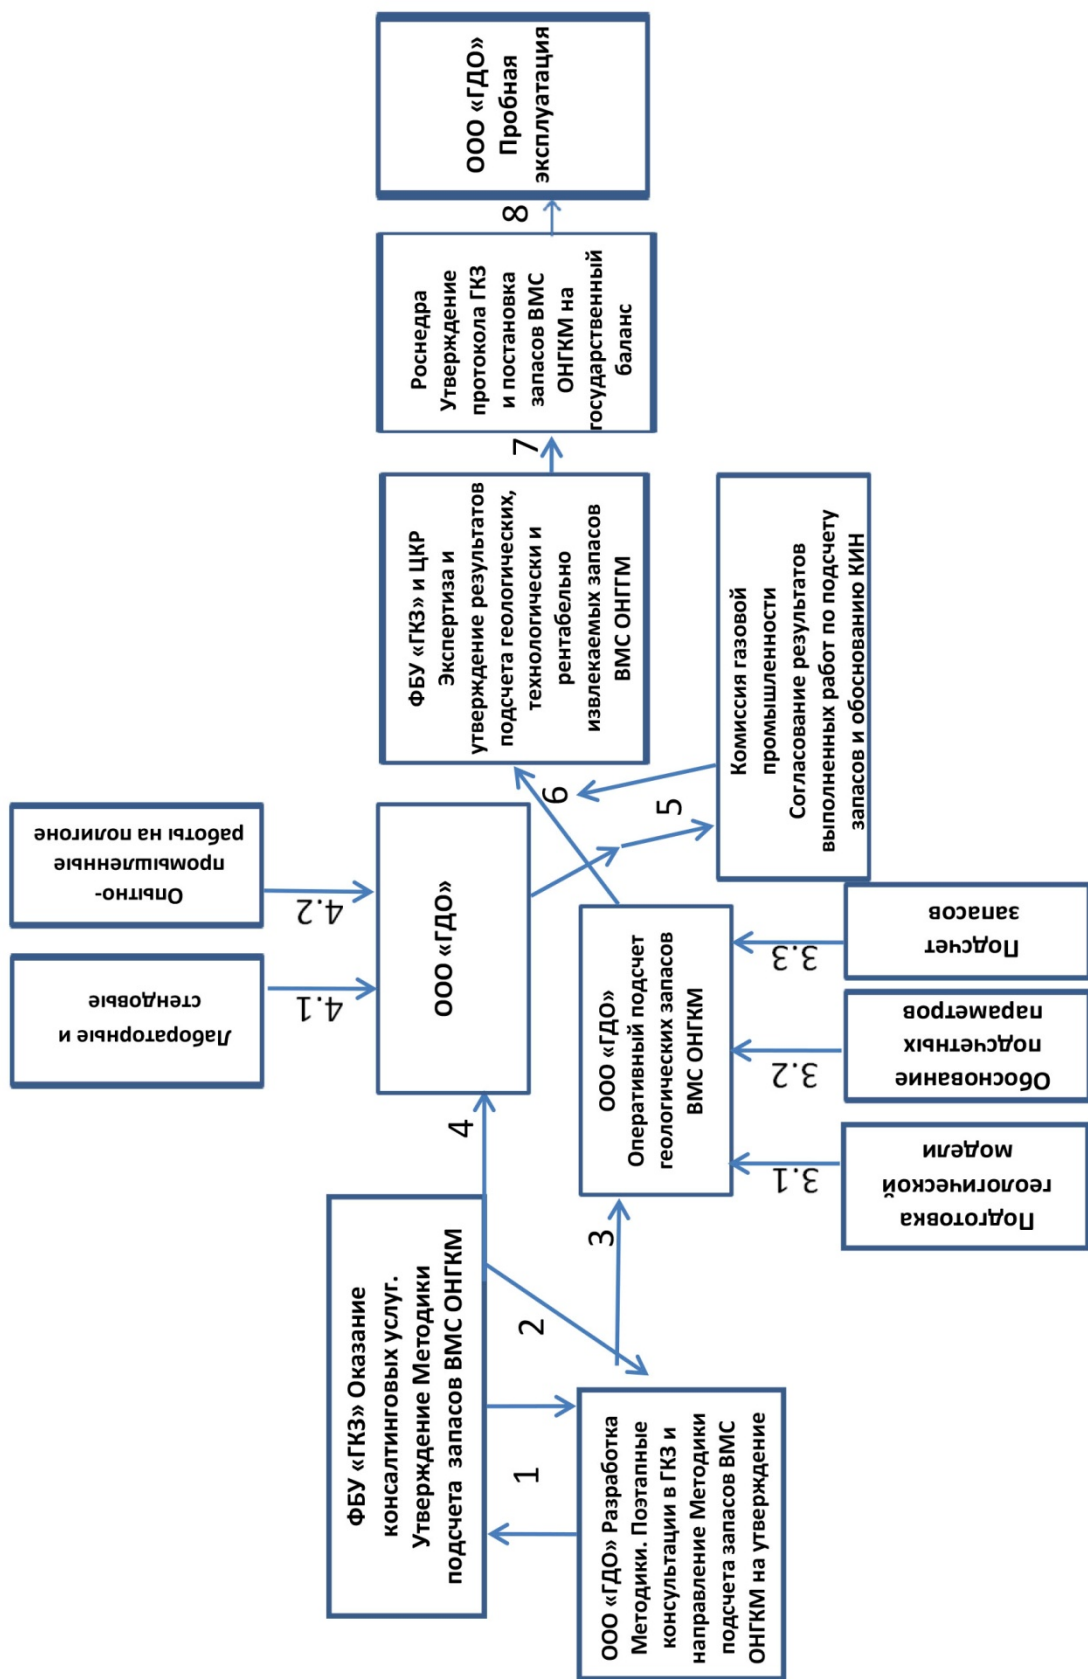 ФБУ «ГКЗ» Оказание
консалтинговых услуг.
Утверждение Методики
подсчета запасов ВМС ОНГКМ
1
2
ООО «ГДО» Разработка
Методики. Поэтапные
консультации в ГКЗ и
направление Методики
подсчета запасов ВМС
ОНГКМ на утверждение
3
4
Лабораторные и
стендовые
4.1
Опытно-
промышленные
работы на полигоне
4.2
ООО «ГДО»
ООО «ГДО»
Оперативный подсчет
геологических запасов
ВМС ОНГКМ
3.1
3.2
3.3
Подготовка
геологической
модели
Обоснование
подсчетных
параметров
Подсчет
запасов
5
6
Комиссия газовой
промышленности
Согласование результатов
выполненных работ по подсчету
запасов и обоснованию КИН
ФБУ «ГКЗ» и ЦКР
Экспертиза и
утверждение результатов
подсчета геологических,
технологически и
рентабельно
извлекаемых запасов
ВМС ОНГГМ
7
Роснедра
Утверждение
протокола ГКЗ
и постановка
запасов ВМС
ОНГКМ на
государственный
баланс
8
ООО «ГДО»
Пробная
эксплуатация